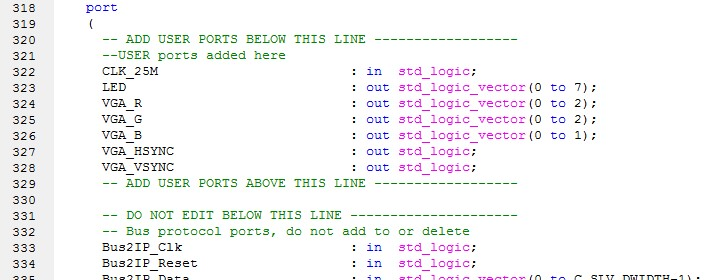 318 port
319 (
320 -- ADD USER PORTS BELOW THIS LINE ------------------
321 --USER ports added here
322 CLK_25M : in std_logic;
323 LED : out std_logic_vector(0 to 7);
324 VGA_R : out std_logic_vector(0 to 2);
325 VGA_G : out std_logic_vector(0 to 2);
326 VGA_B : out std_logic_vector(0 to 1);
327 VGA_HSYNC : out std_logic;
328 VGA_VSYNC : out std_logic;
329 -- ADD USER PORTS ABOVE THIS LINE ------------------
330
331 -- DO NOT EDIT BELOW THIS LINE ---------------------
332 -- Bus protocol ports, do not add to or delete
333 Bus2IP_Clk : in std_logic;
334 Bus2IP_Reset : in std_logic;
335 Bus2IP_Data : in std_logic_vector(0 to C_SLV_DWIDTH-1);